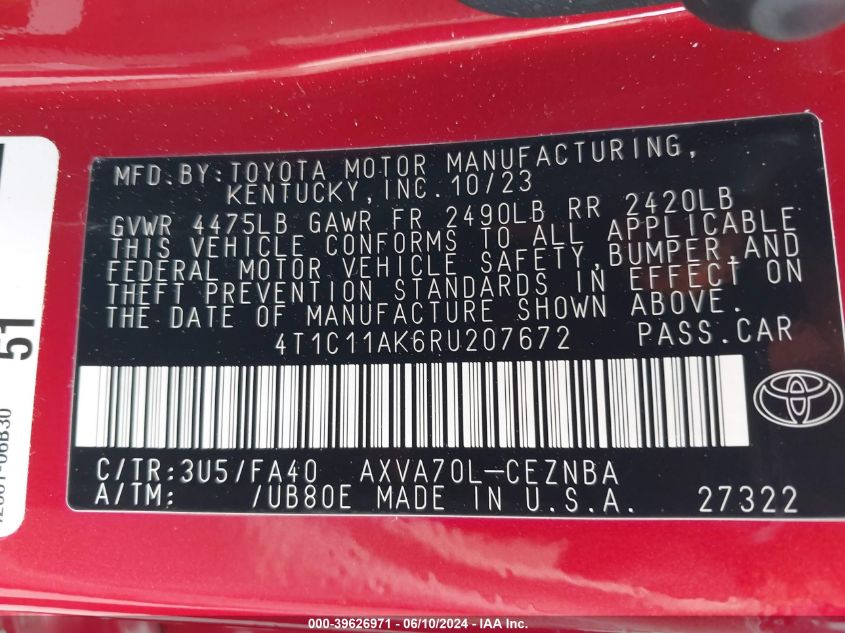 MFD.BY:TOYOTA MOTOR MANUFACTURING,
KENTUCKY,INC.10/23
GVWR 4475LB GAWR FR 2490LB RR 2420LB
THIS VEHICLE CONFORMS TO ALL APPLICABLE
FEDERAL MOTOR VEHICLE SAFETY,BUMPER,AND
THEFT PREVENTION STANDARDS IN EFFECT ON
THE DATE OF MANUFACTURE SHOWN ABOVE.
4T1C11AK6RU207672 PASS.CAR
C/TR:3U5/FA40 AXVA70L-CEZNBA
A/TM: /UB80E MADE IN U.S.A. 27322
51
000-39626971 - 06/10/2024 - IAA Inc.